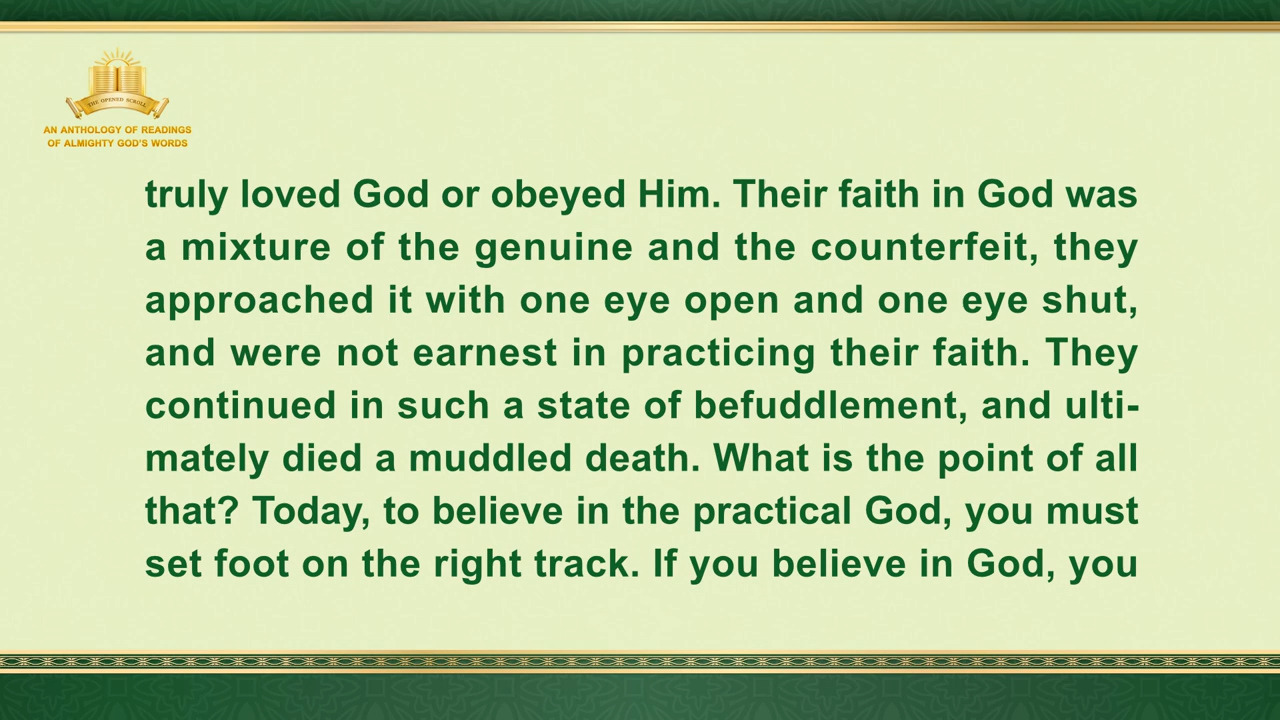 THE OPENED SCROLL
AN ANTHOLOGY OF READINGS
OF ALMIGHTY GOD'S WORDS
truly loved God or obeyed Him. Their faith in God was
a mixture of the genuine and the counterfeit, they
approached it with one eye open and one eye shut,
and were not earnest in practicing their faith. They
continued in such a state of befuddlement, and ulti-
mately died a muddled death. What is the point of all
that? Today, to believe in the practical God, you must
set foot on the right track. If you believe in God, you